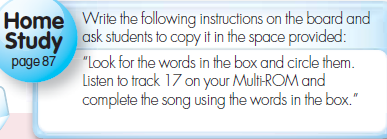 Home
Study
page 87
Write the following instructions on the board and
ask students to copy it in the space provided:
"Look for the words in the box and circle them.
Listen to track 17 on your Multi-ROM and
complete the song using the words in the box."